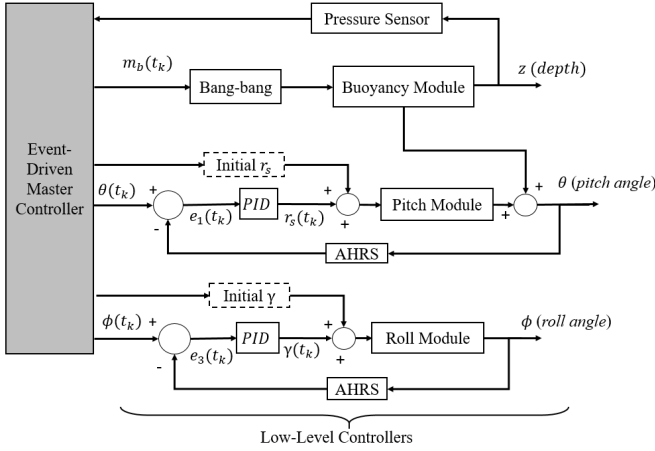 Pressure Sensor
m_b(t_k)
Bang-bang
Buoyancy Module
z (depth)
Event-
Driven
Master
Controller
Initial r_s
θ (pitch angle)
θ(t_k)
+
-
e_1(t_k)
PID
r_s(t_k)
+
+
Pitch Module
+
+
AHRS
Initial γ
ϕ(t_k)
+
-
e_3(t_k)
PID
γ(t_k)
+
+
Roll Module
ϕ (roll angle)
AHRS
Low-Level Controllers